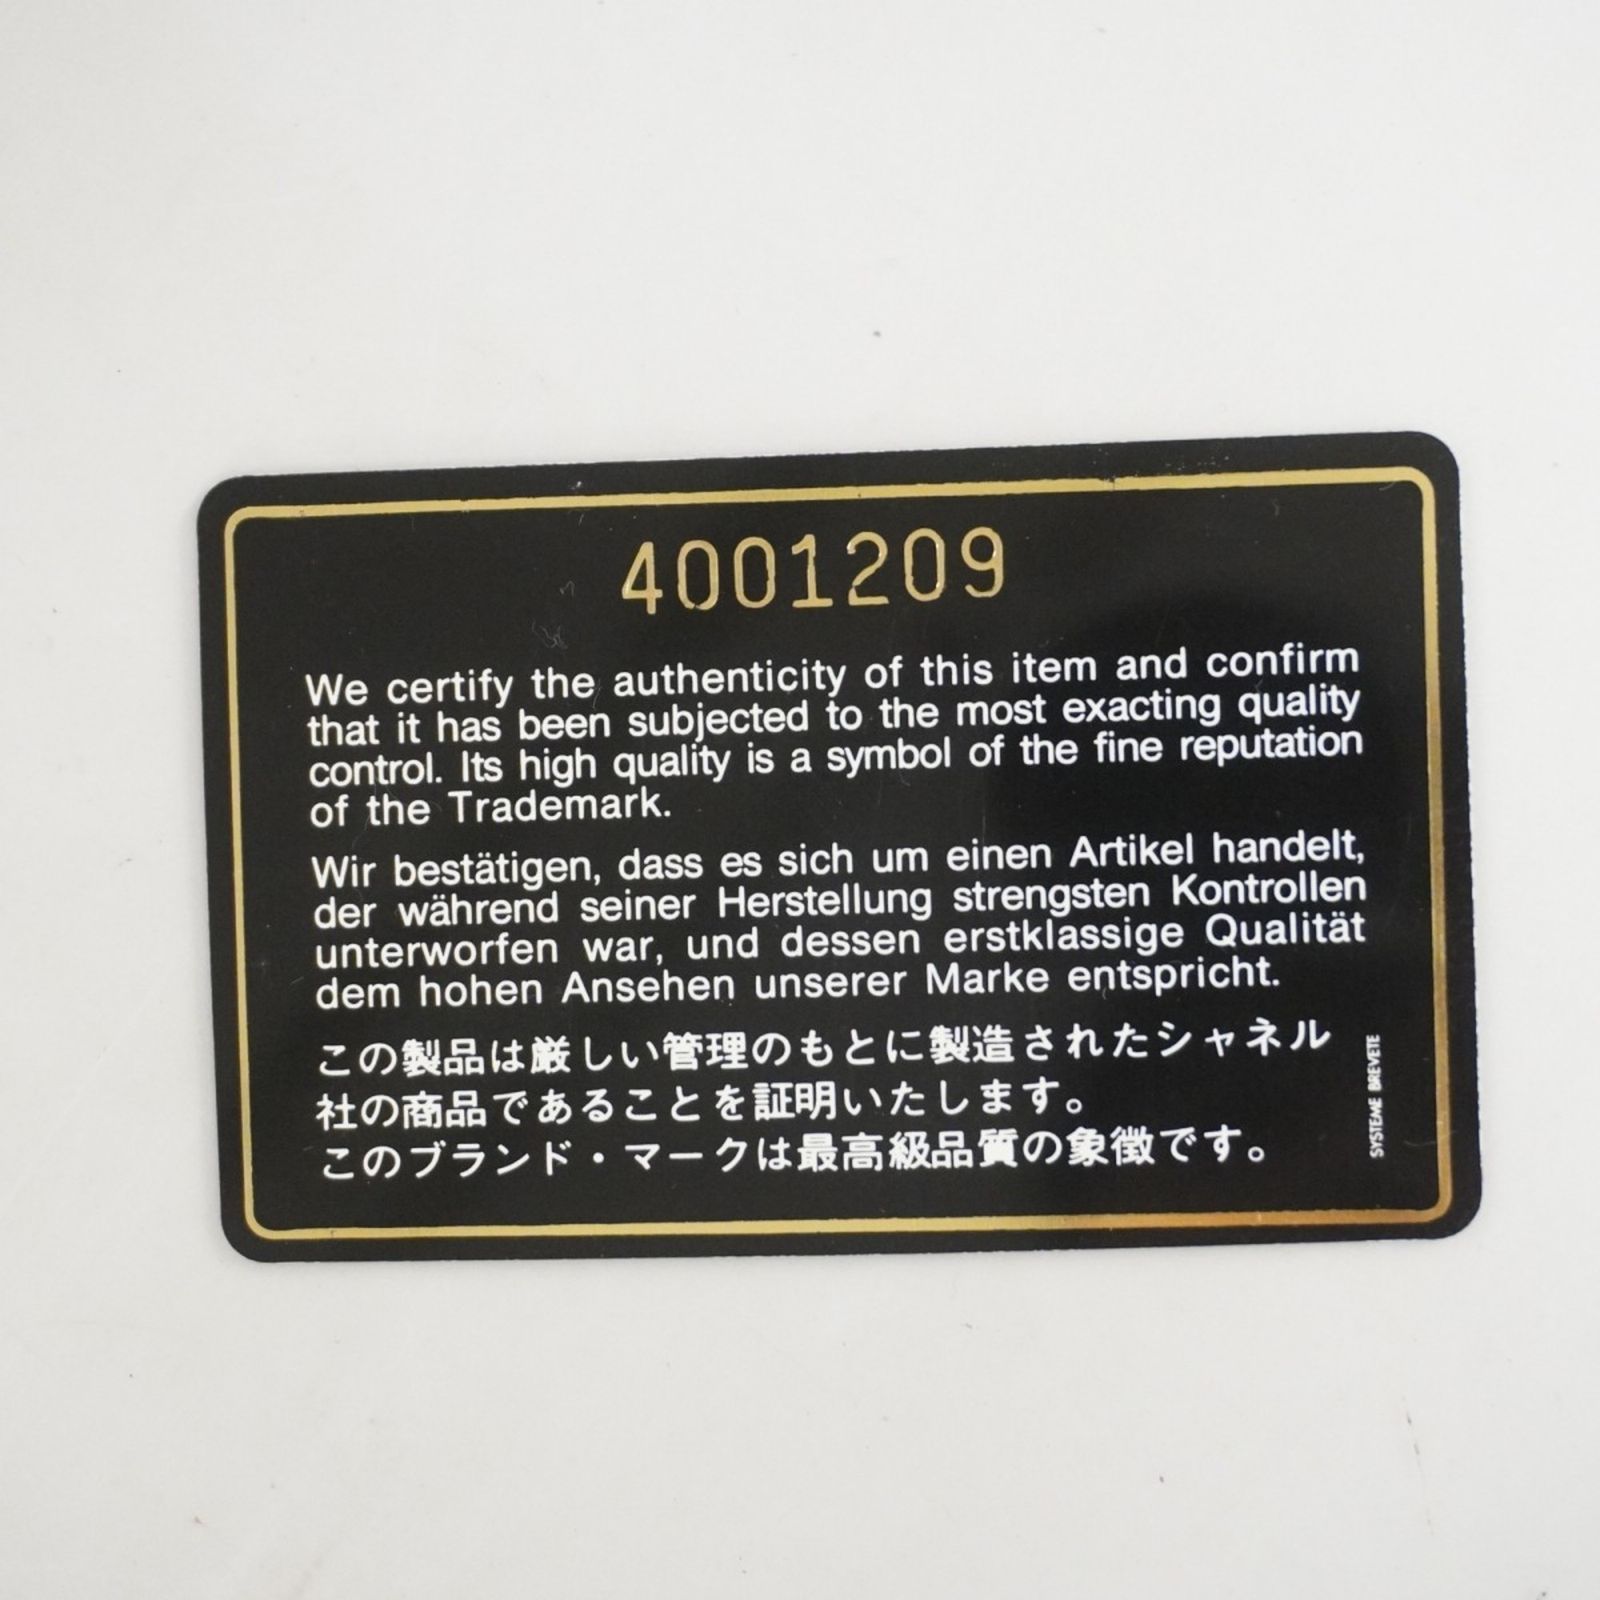 4001209
We certify the authenticity of this item and confirm
that it has been subjected to the most exacting quality
control. Its high quality is a symbol of the fine reputation
of the Trademark.
Wir bestätigen, dass es sich um einen Artikel handelt,
der während seiner Herstellung strengsten Kontrollen
unterworfen war, und dessen erstklassige Qualität
dem hohen Ansehen unserer Marke entspricht.
この製品は厳しい管理のもとに製造されたシャネル
社の商品であることを証明いたします。
このブランド・マークは最高級品質の象徴です。
SYSTEME BREVETE